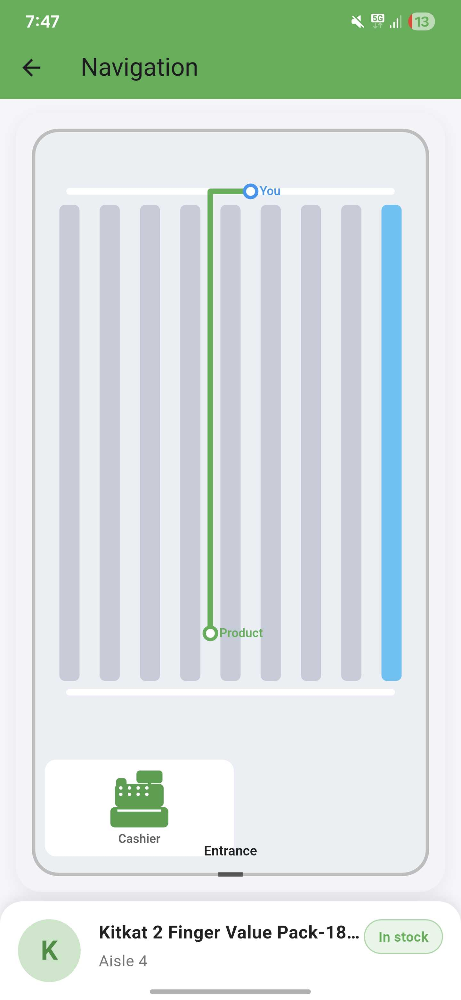 7:47
5G
13
Navigation
You
Product
Cashier
Entrance
K
Kitkat 2 Finger Value Pack-18…
In stock
Aisle 4